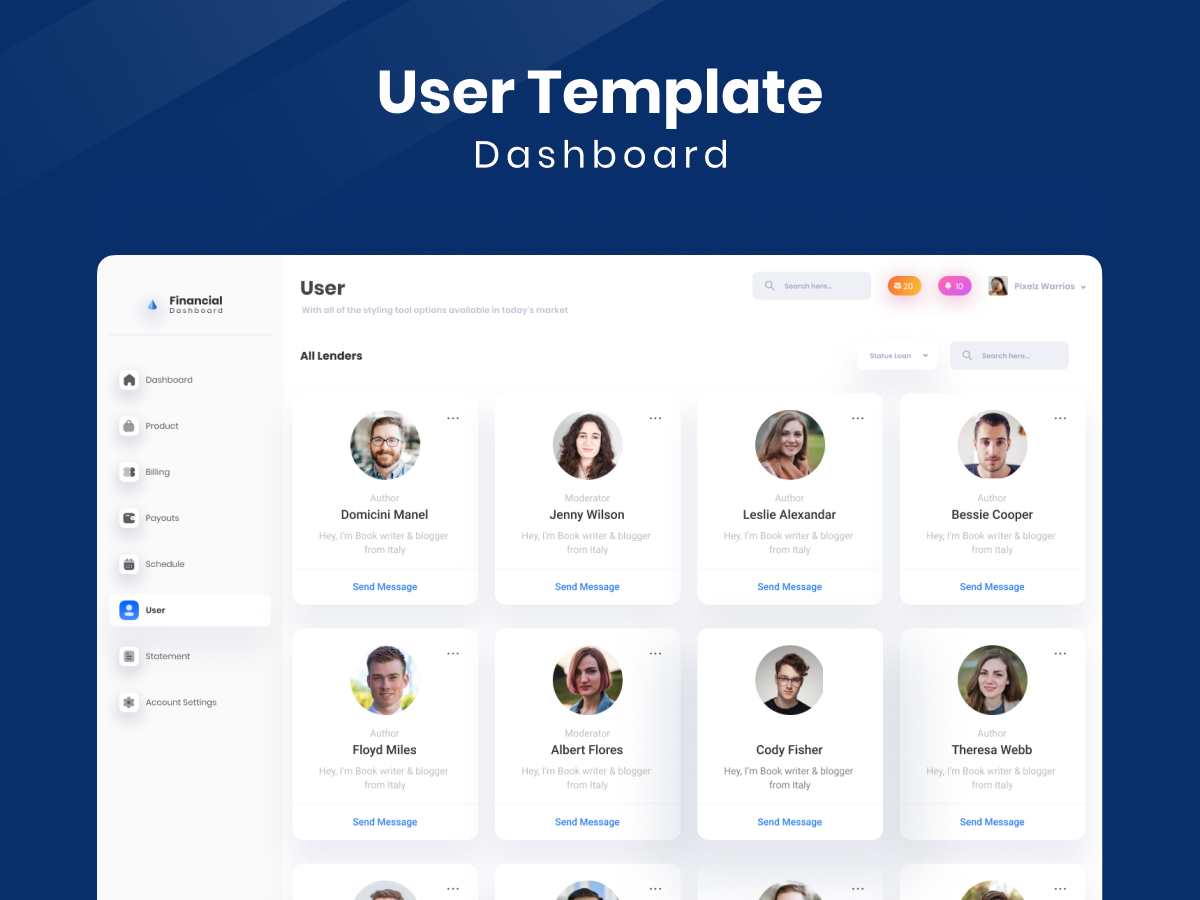 User Template
Dashboard
Financial
Dashboard
Dashboard
Product
Billing
Payouts
Schedule
User
Statement
Account Settings
User
With all of the styling tool options available in today's market
Search here...
20
10
Pixelz Warrios
All Lenders
Status Loan
Search here...
Author
Domicini Manel
Hey, I'm Book writer & blogger
from Italy
Send Message
Moderator
Jenny Wilson
Hey, I'm Book writer & blogger
from Italy
Send Message
Author
Leslie Alexandar
Hey, I'm Book writer & blogger
from Italy
Send Message
Author
Bessie Cooper
Hey, I'm Book writer & blogger
from Italy
Send Message
Author
Floyd Miles
Hey, I'm Book writer & blogger
from Italy
Send Message
Moderator
Albert Flores
Hey, I'm Book writer & blogger
from Italy
Send Message
Cody Fisher
Hey, I'm Book writer & blogger
from Italy
Send Message
Author
Theresa Webb
Hey, I'm Book writer & blogger
from Italy
Send Message